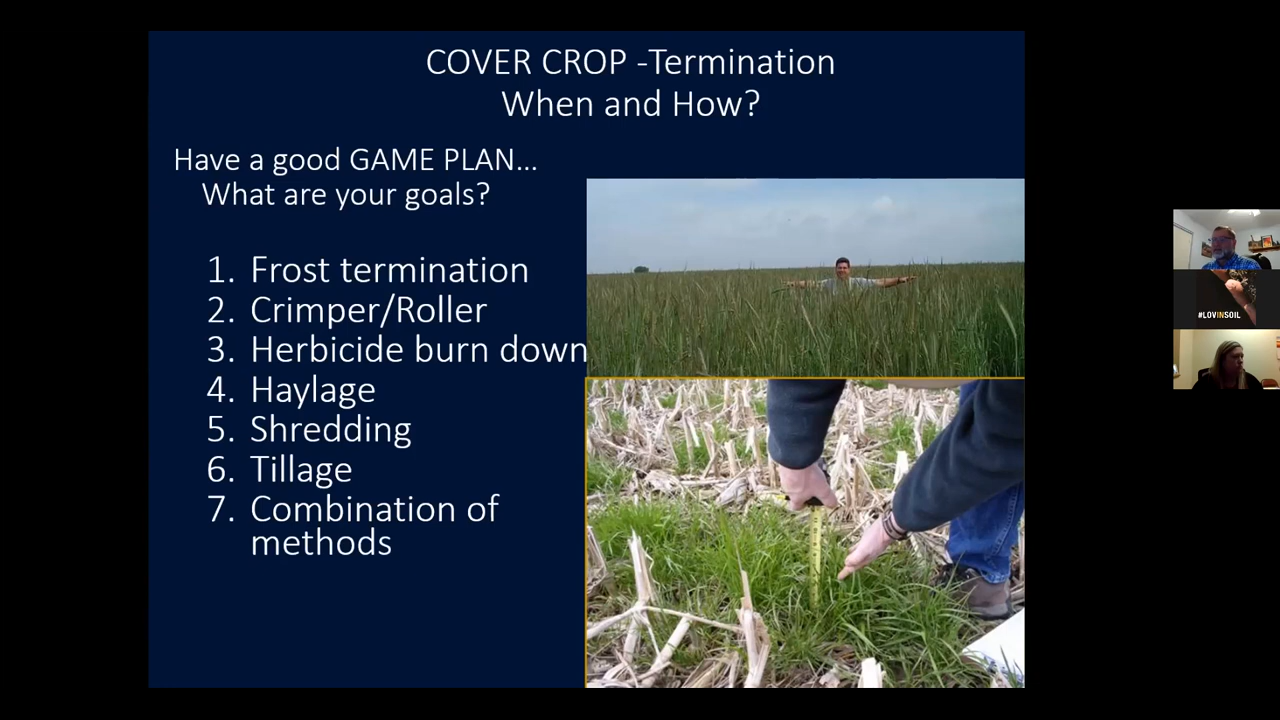 COVER CROP -Termination
When and How?
Have a good GAME PLAN...
What are your goals?
1. Frost termination
2. Crimper/Roller
3. Herbicide burn down
4. Haylage
5. Shredding
6. Tillage
7. Combination of
methods
#LOVINSOIL